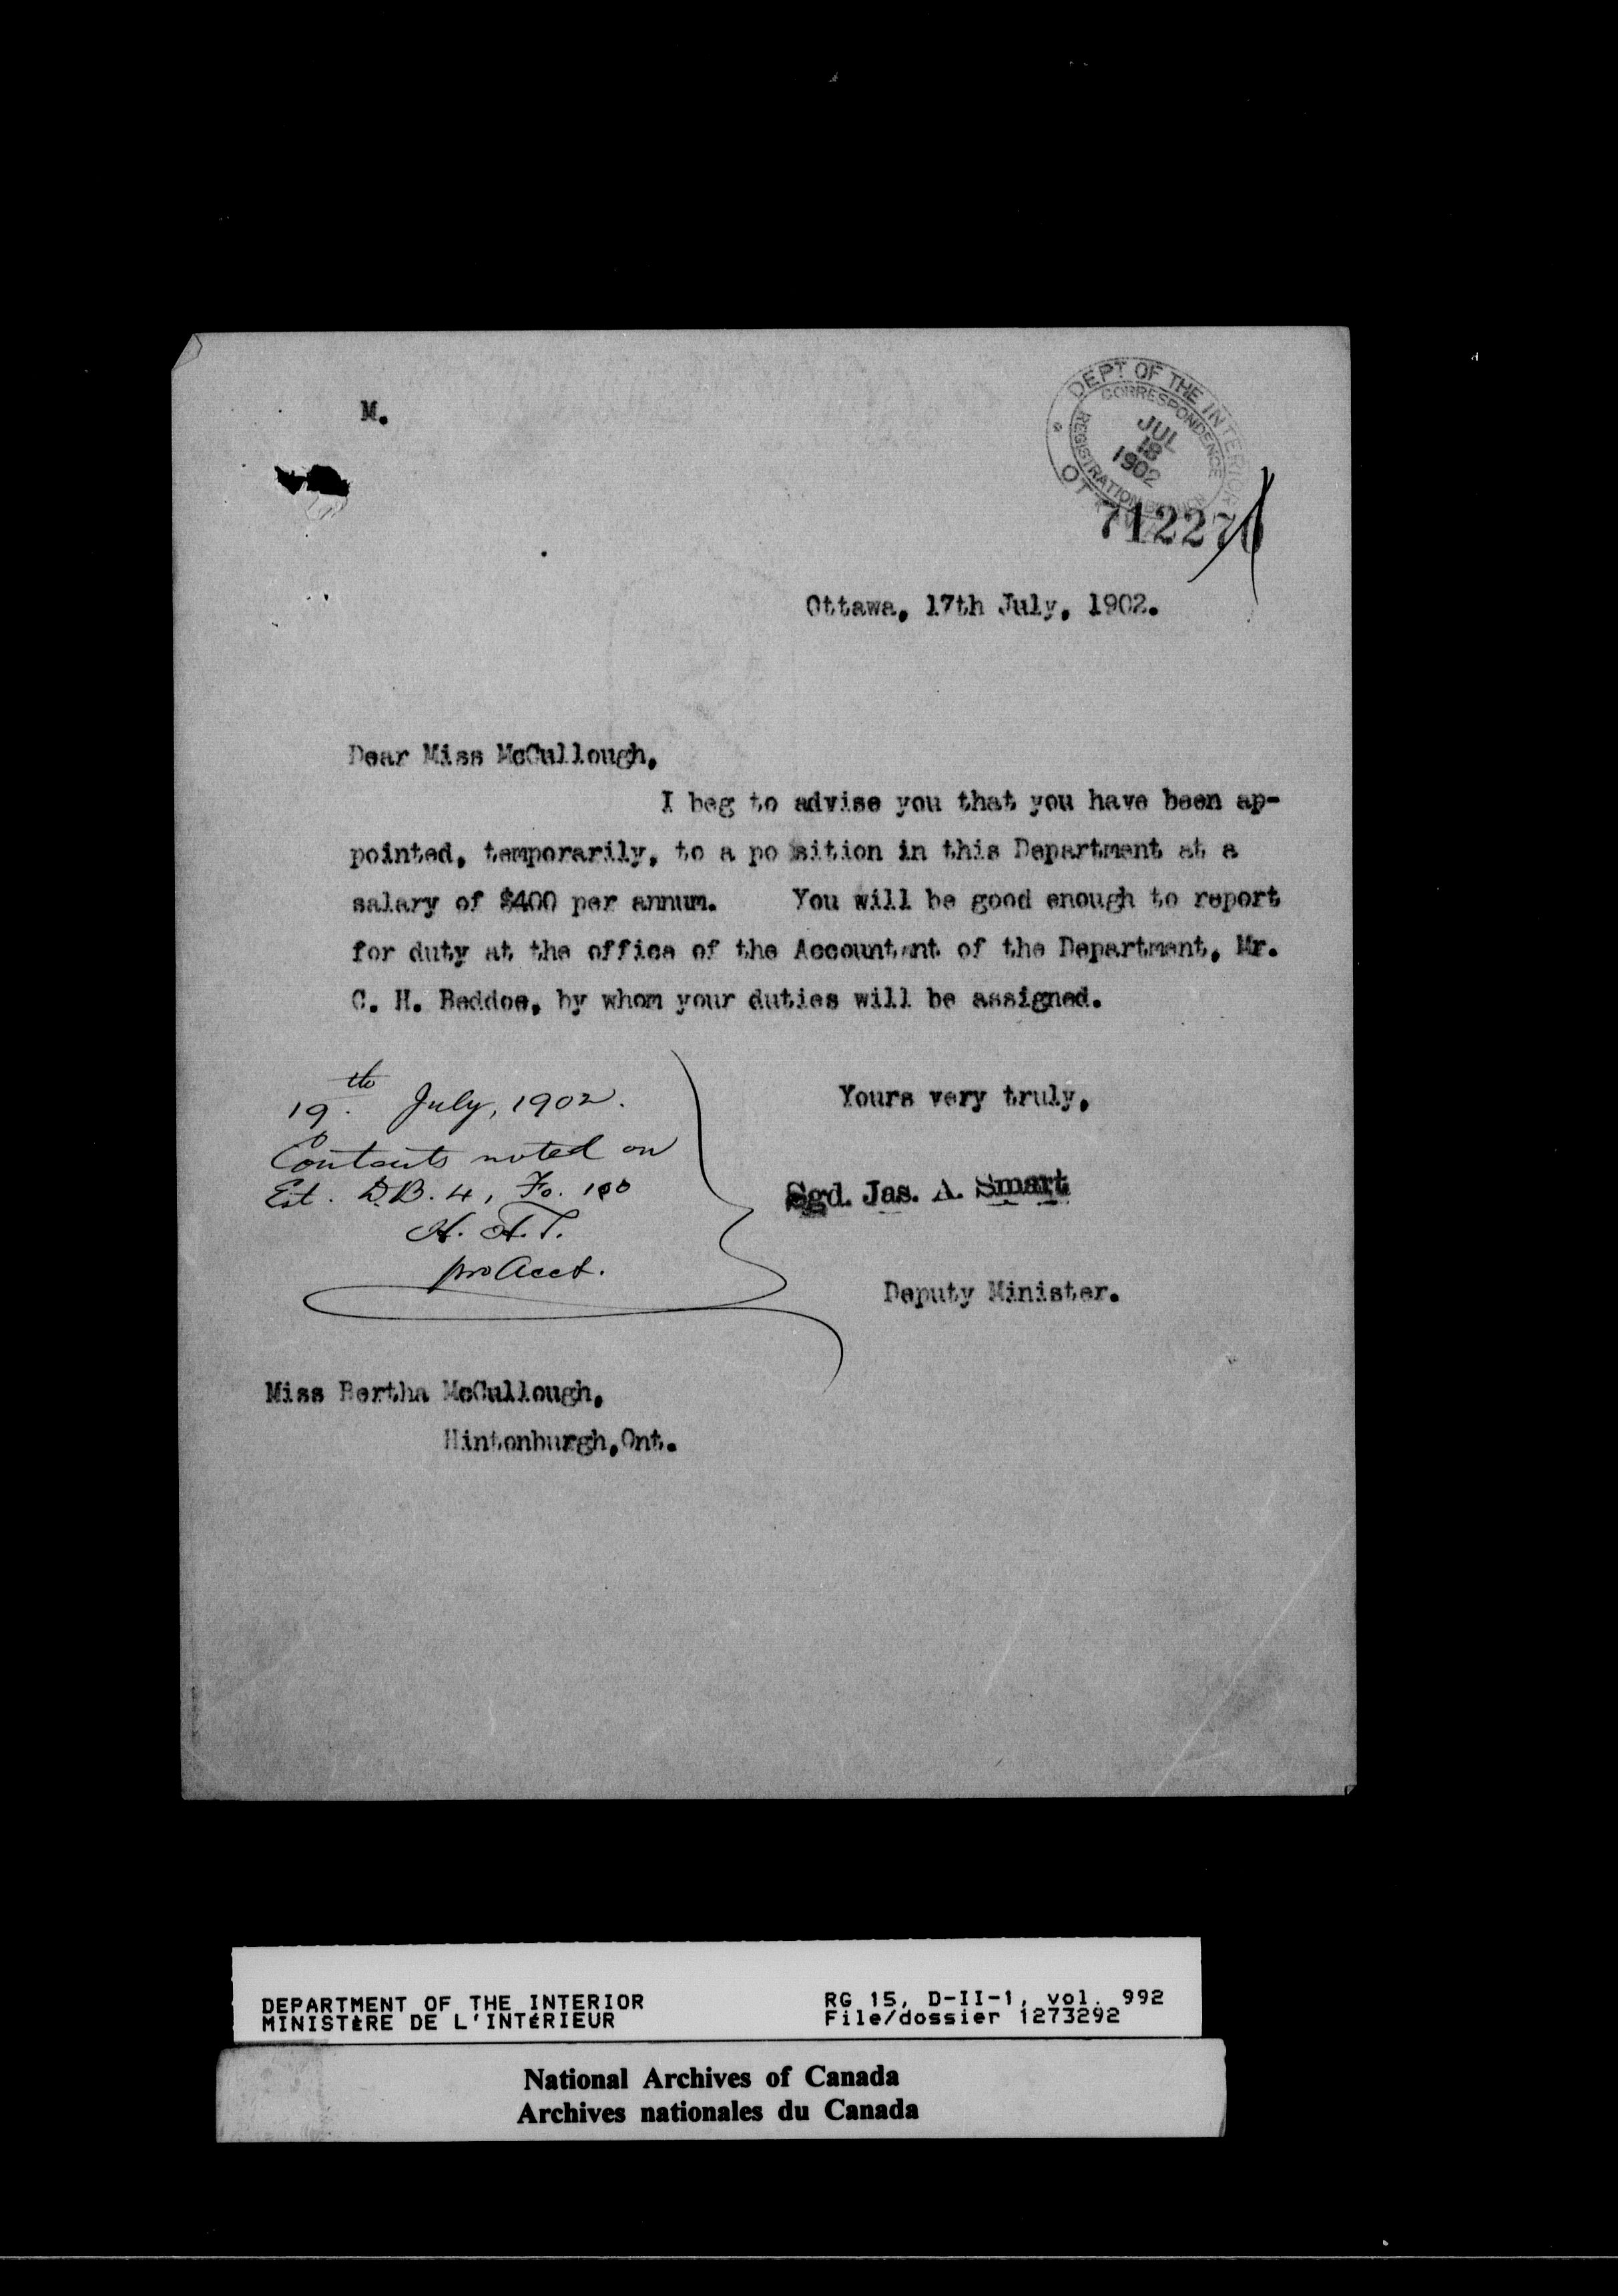 M.
DEPT OF THE INTERIOR
CORRESPONDENCE
JUL
18
1902
REGISTRATION
712270
Ottawa, 17th July, 1902.
Dear Miss McCullough,
I beg to advise you that you have been ap-
pointed, temporarily, to a po sition in this Department at a
salary of $400 per annum. You will be good enough to report
for duty at the office of the Accountant of the Department, Mr.
C. H. Beddoe, by whom your duties will be assigned.
19th July, 1902.
Contents noted on
Est. D.B. 4, Fo. 100
H. A. T.
pro Acct.
Yours very truly,
Sgd. Jas. A. Smart
Deputy Minister.
Miss Bertha McCullough,
Hintonburgh,Ont.
DEPARTMENT OF THE INTERIOR
MINISTÈRE DE L'INTÉRIEUR
RG 15, D-II-1, vol. 992
File/dossier 1273292
National Archives of Canada
Archives nationales du Canada